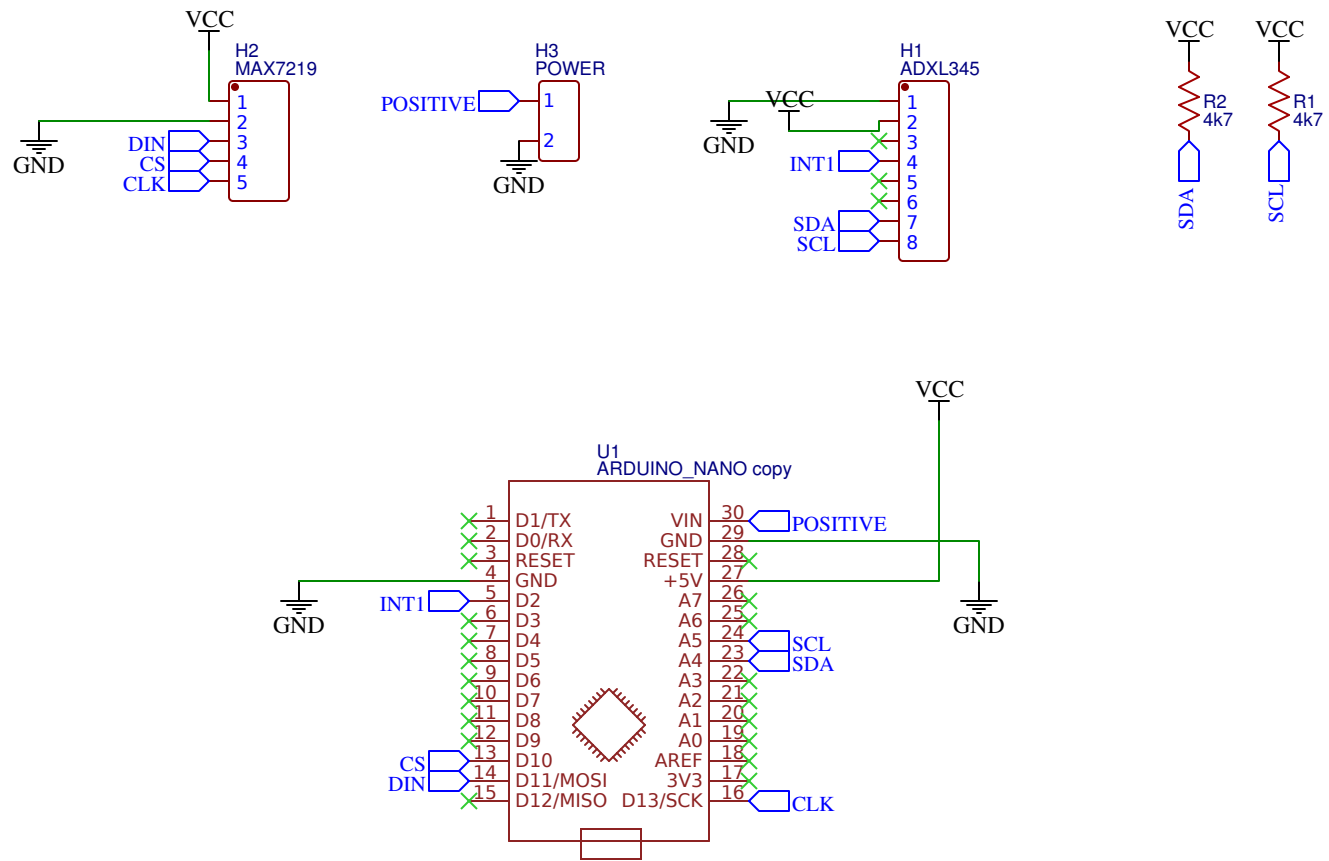 VCC
H2
MAX7219
1
2
3
4
5
GND
DIN
CS
CLK
H3
POWER
POSITIVE
1
2
GND
H1
ADXL345
VCC
GND
1
2
3
4
5
6
7
8
INT1
SDA
SCL
VCC
R2
4k7
SDA
VCC
R1
4k7
SCL
VCC
U1
ARDUINO_NANO copy
1 D1/TX
2 D0/RX
3 RESET
4 GND
GND
INT1 5 D2
6 D3
7 D4
8 D5
9 D6
10 D7
11 D8
12 D9
CS 13 D10
DIN 14 D11/MOSI
15 D12/MISO
VIN 30 POSITIVE
GND 29
RESET 28
+5V 27
GND
A7 26
A6 25
A5 24 SCL
A4 23 SDA
A3 22
A2 21
A1 20
A0 19
AREF 18
3V3 17
D13/SCK 16 CLK